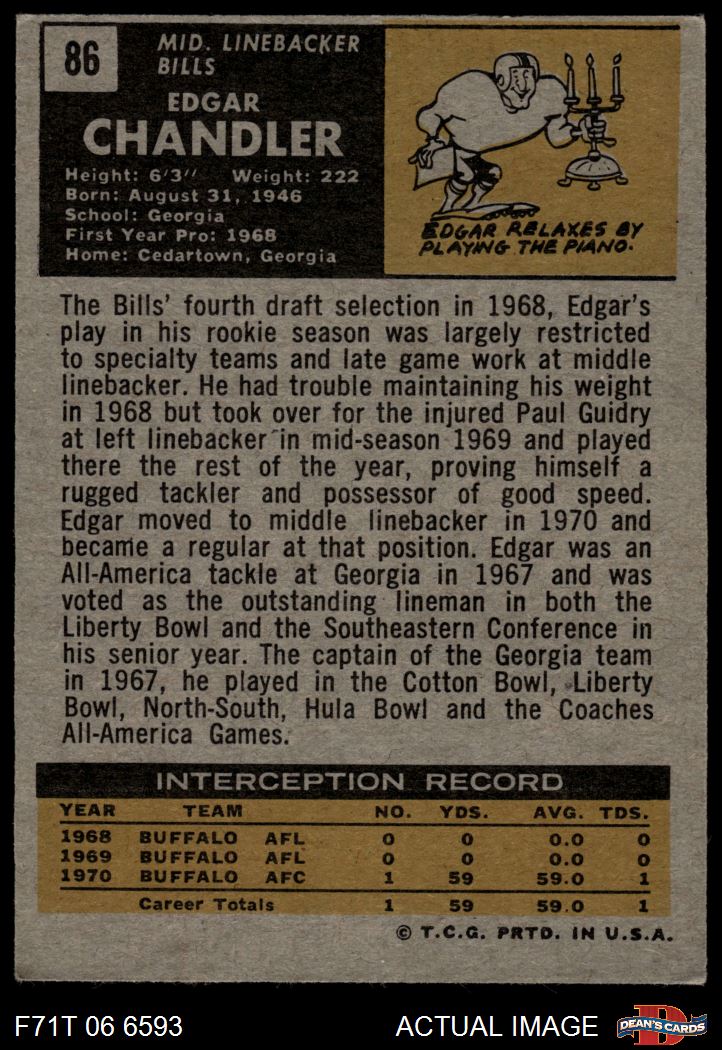 86
MID. LINEBACKER
BILLS
EDGAR
CHANDLER
Height: 6'3" Weight: 222
Born: August 31, 1946
School: Georgia
First Year Pro: 1968
Home: Cedartown, Georgia
EDGAR RELAXES BY
PLAYING THE PIANO.
The Bills' fourth draft selection in 1968, Edgar's
play in his rookie season was largely restricted
to specialty teams and late game work at middle
linebacker. He had trouble maintaining his weight
in 1968 but took over for the injured Paul Guidry
at left linebacker in mid-season 1969 and played
there the rest of the year, proving himself a
rugged tackler and possessor of good speed.
Edgar moved to middle linebacker in 1970 and
became a regular at that position. Edgar was an
All-America tackle at Georgia in 1967 and was
voted as the outstanding lineman in both the
Liberty Bowl and the Southeastern Conference in
his senior year. The captain of the Georgia team
in 1967, he played in the Cotton Bowl, Liberty
Bowl, North-South, Hula Bowl and the Coaches
All-America Games.
INTERCEPTION RECORD
YEAR TEAM NO. YDS. AVG. TDS.
1968 BUFFALO AFL 0 0 0.0 0
1969 BUFFALO AFL 0 0 0.0 0
1970 BUFFALO AFC 1 59 59.0 1
Career Totals 1 59 59.0 1
© T.C.G. PRTD. IN U.S.A.
F71T 06 6593 ACTUAL IMAGE
D
DEAN'S CARDS